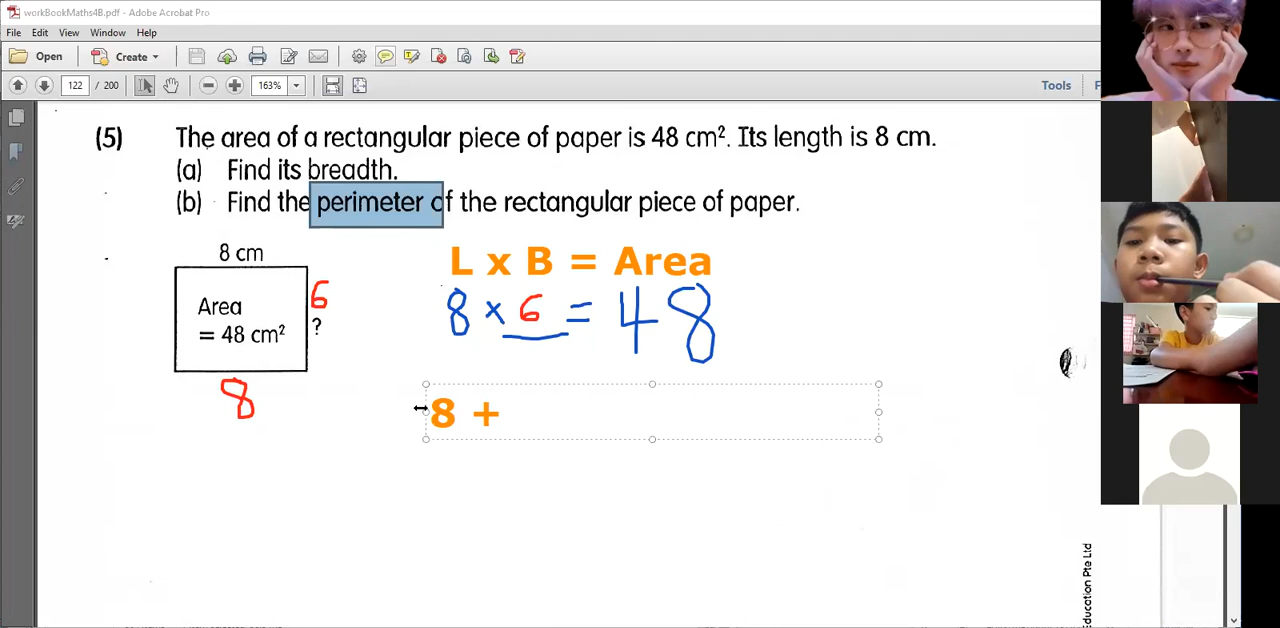 workBookMaths4B.pdf - Adobe Acrobat Pro
File Edit View Window Help
Open Create
122 / 200 163% Tools
(5) The area of a rectangular piece of paper is 48 cm². Its length is 8 cm.
(a) Find its breadth.
(b) Find the perimeter of the rectangular piece of paper.
8 cm
L x B = Area
6
8 × 6 = 48
Area
= 48 cm²
?
8
8 +
Education Pte Ltd